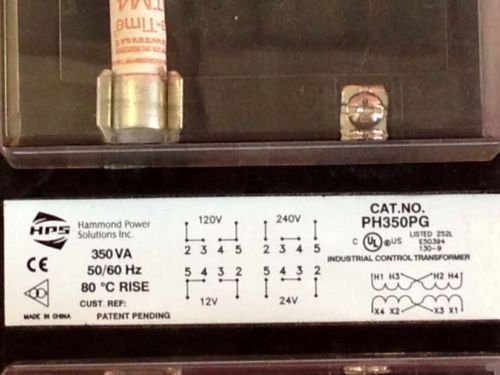 TM4
HPS
Hammond Power
Solutions Inc.
350 VA
50/60 Hz
80 °C RISE
CUST. REF:
PATENT PENDING
CE
MADE IN CHINA
120V
2 3 4 5
5 4 3 2
12V
240V
2 4 3 5
5 4 3 2
24V
CAT.NO.
PH350PG
C UL US
LISTED 252L
E50394
130-9
INDUSTRIAL CONTROL TRANSFORMER
H1 H3 H2 H4
X4 X2 X3 X1